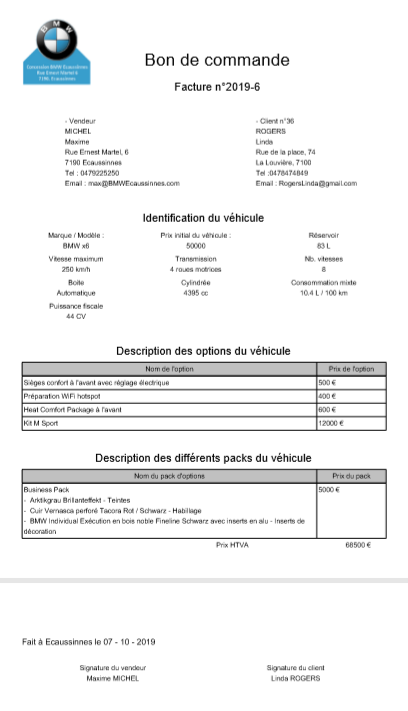 BMW
Concession BMW Ecaussinnes
Rue Ernest Martel 6
7190, Ecaussinnes
Bon de commande
Facture n°2019-6
- Vendeur
MICHEL
Maxime
Rue Ernest Martel, 6
7190 Ecaussinnes
Tel : 0479225250
Email : max@BMWEcaussinnes.com
- Client n°36
ROGERS
Linda
Rue de la place, 74
La Louvière, 7100
Tel :0478474849
Email : RogersLinda@gmail.com
Identification du véhicule
Marque / Modèle : Prix initial du véhicule : Réservoir
BMW x6 50000 83 L
Vitesse maximum Transmission Nb. vitesses
250 km/h 4 roues motrices 8
Boite Cylindrée Consommation mixte
Automatique 4395 cc 10,4 L / 100 km
Puissance fiscale
44 CV
Description des options du véhicule
Nom de l'option Prix de l'option
Sièges confort à l'avant avec réglage électrique 500 €
Préparation WiFi hotspot 400 €
Heat Comfort Package à l'avant 600 €
Kit M Sport 12000 €
Description des différents packs du véhicule
Nom du pack d'options Prix du pack
Business Pack 5000 €
- Arktikgrau Brillanteffekt - Teintes
- Cuir Vernasca perforé Tacora Rot / Schwarz - Habillage
- BMW Individual Exécution en bois noble Fineline Schwarz avec inserts en alu - Inserts de
décoration
Prix HTVA 68500 €
Fait à Ecaussinnes le 07 - 10 - 2019
Signature du vendeur Signature du client
Maxime MICHEL Linda ROGERS